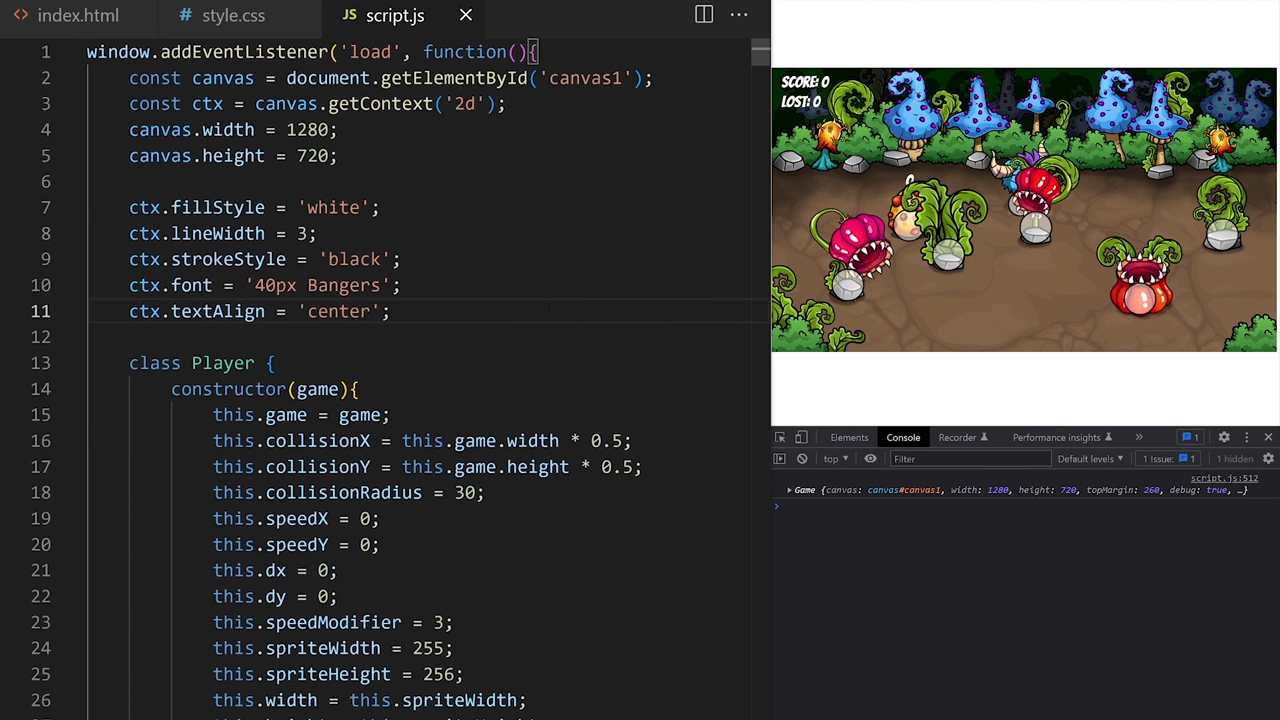 index.html
style.css
JS script.js
1 window.addEventListener('load', function(){
2 const canvas = document.getElementById('canvas1');
3 const ctx = canvas.getContext('2d');
4 canvas.width = 1280;
5 canvas.height = 720;
6
7 ctx.fillStyle = 'white';
8 ctx.lineWidth = 3;
9 ctx.strokeStyle = 'black';
10 ctx.font = '40px Bangers';
11 ctx.textAlign = 'center';
12
13 class Player {
14 constructor(game){
15 this.game = game;
16 this.collisionX = this.game.width * 0.5;
17 this.collisionY = this.game.height * 0.5;
18 this.collisionRadius = 30;
19 this.speedX = 0;
20 this.speedY = 0;
21 this.dx = 0;
22 this.dy = 0;
23 this.speedModifier = 3;
24 this.spriteWidth = 255;
25 this.spriteHeight = 256;
26 this.width = this.spriteWidth;
SCORE: 0
LOST: 0
0
Elements Console Recorder Performance insights 1
top Filter Default levels 1 Issue: 1 1 hidden
script.js:512
Game {canvas: canvas#canvas1, width: 1280, height: 720, topMargin: 260, debug: true, …}